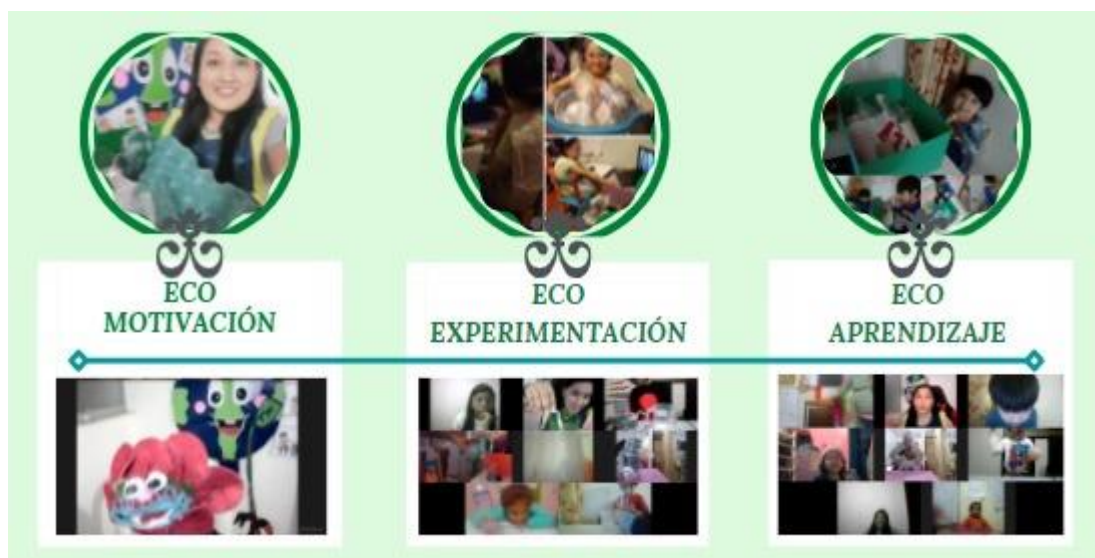 ECO
MOTIVACIÓN
ECO
EXPERIMENTACIÓN
ECO
APRENDIZAJE